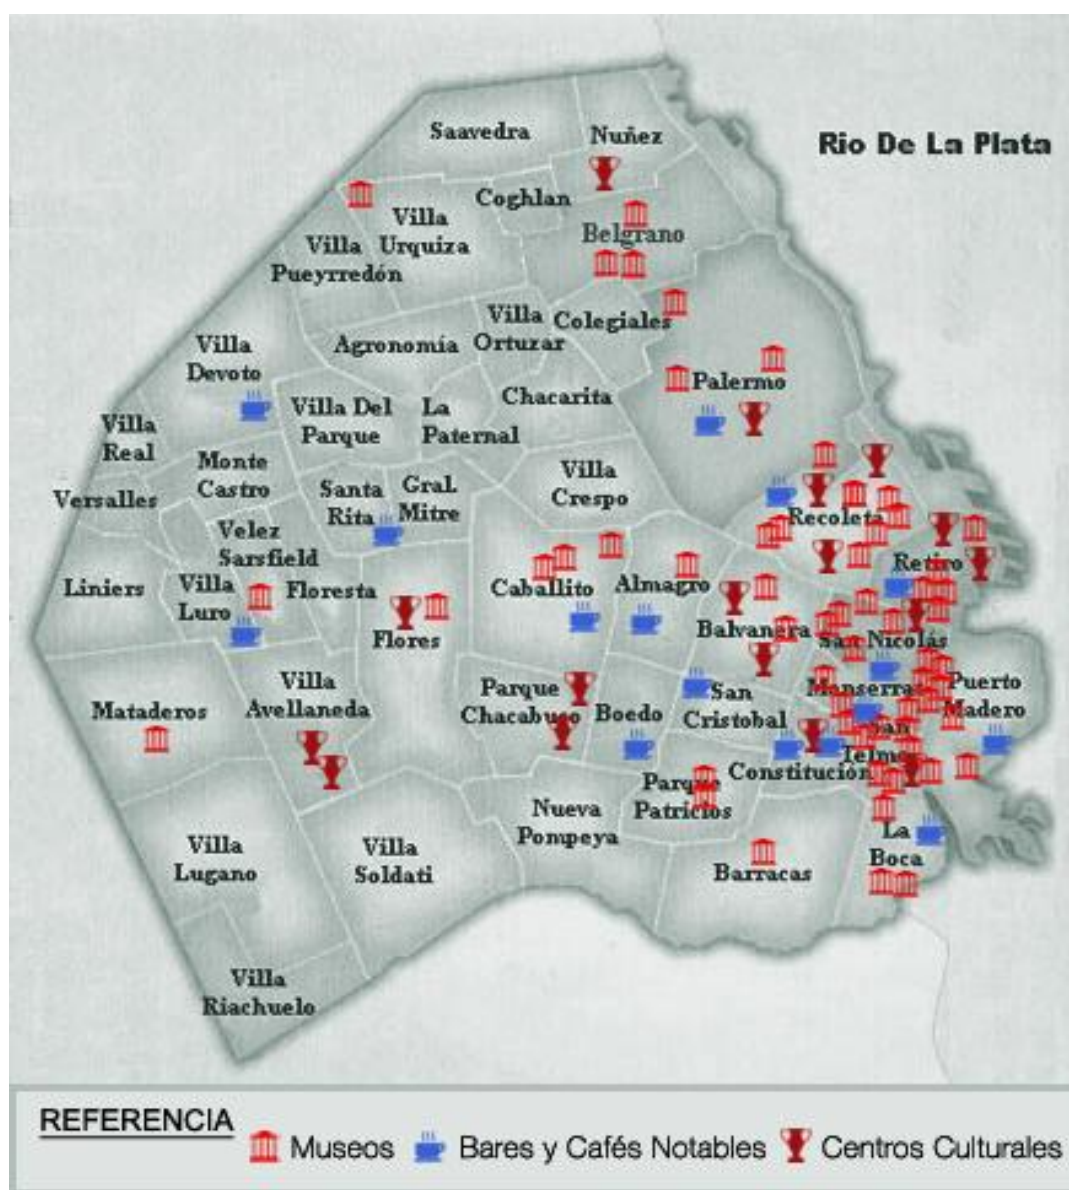 Saavedra
Nuñez
Rio De La Plata
Coghlan
Villa
Urquiza
Belgrano
Villa
Pueyrredón
Villa
Ortuzar
Colegiales
Agronomía
Villa
Devoto
Palermo
Chacarita
Villa Del
Parque
La
Paternal
Villa
Real
Monte
Castro
Versalles
Santa
Rita
Gral.
Mitre
Villa
Crespo
Recoleta
Velez
Sarsfield
Retiro
Liniers
Villa
Luro
Floresta
Caballito
Almagro
Flores
Balvanera
San Nicolás
Villa
Avellaneda
Parque
Chacabuco
Boedo
San
Cristobal
Monserrat
Puerto
Madero
Mataderos
San
Telmo
Constitución
Parque
Patricios
Nueva
Pompeya
La
Boca
Villa
Lugano
Villa
Soldati
Barracas
Villa
Riachuelo
REFERENCIA
Museos
Bares y Cafés Notables
Centros Culturales